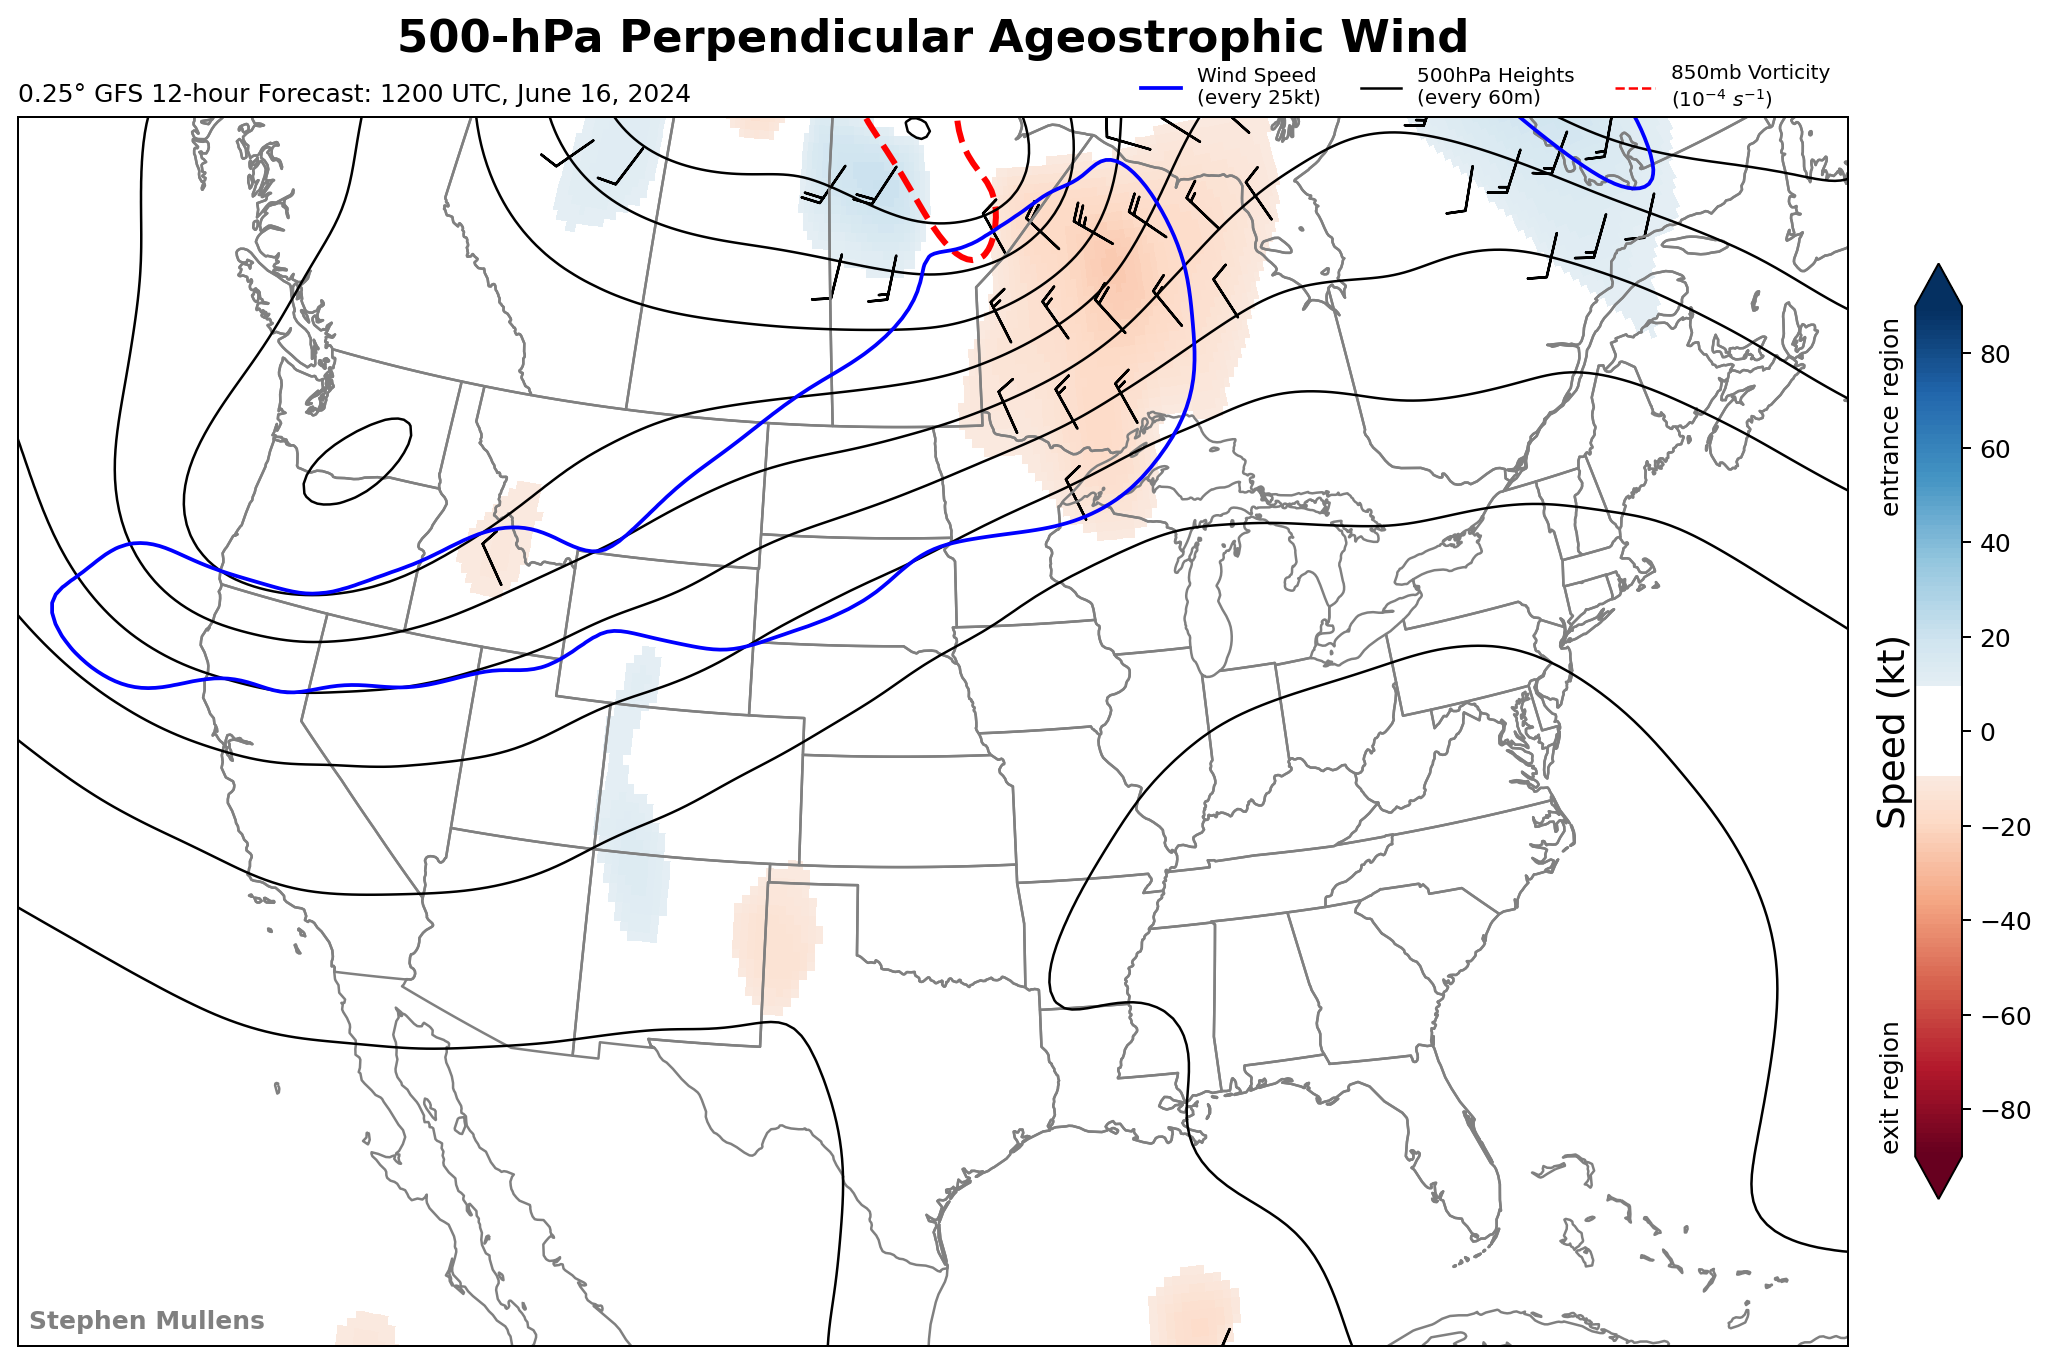 500-hPa Perpendicular Ageostrophic Wind
0.25° GFS 12-hour Forecast: 1200 UTC, June 16, 2024
Wind Speed
(every 25kt)
500hPa Heights
(every 60m)
850mb Vorticity
(10⁻⁴ s⁻¹)
entrance region
Speed (kt)
exit region
80
60
40
20
0
−20
−40
−60
−80
Stephen Mullens